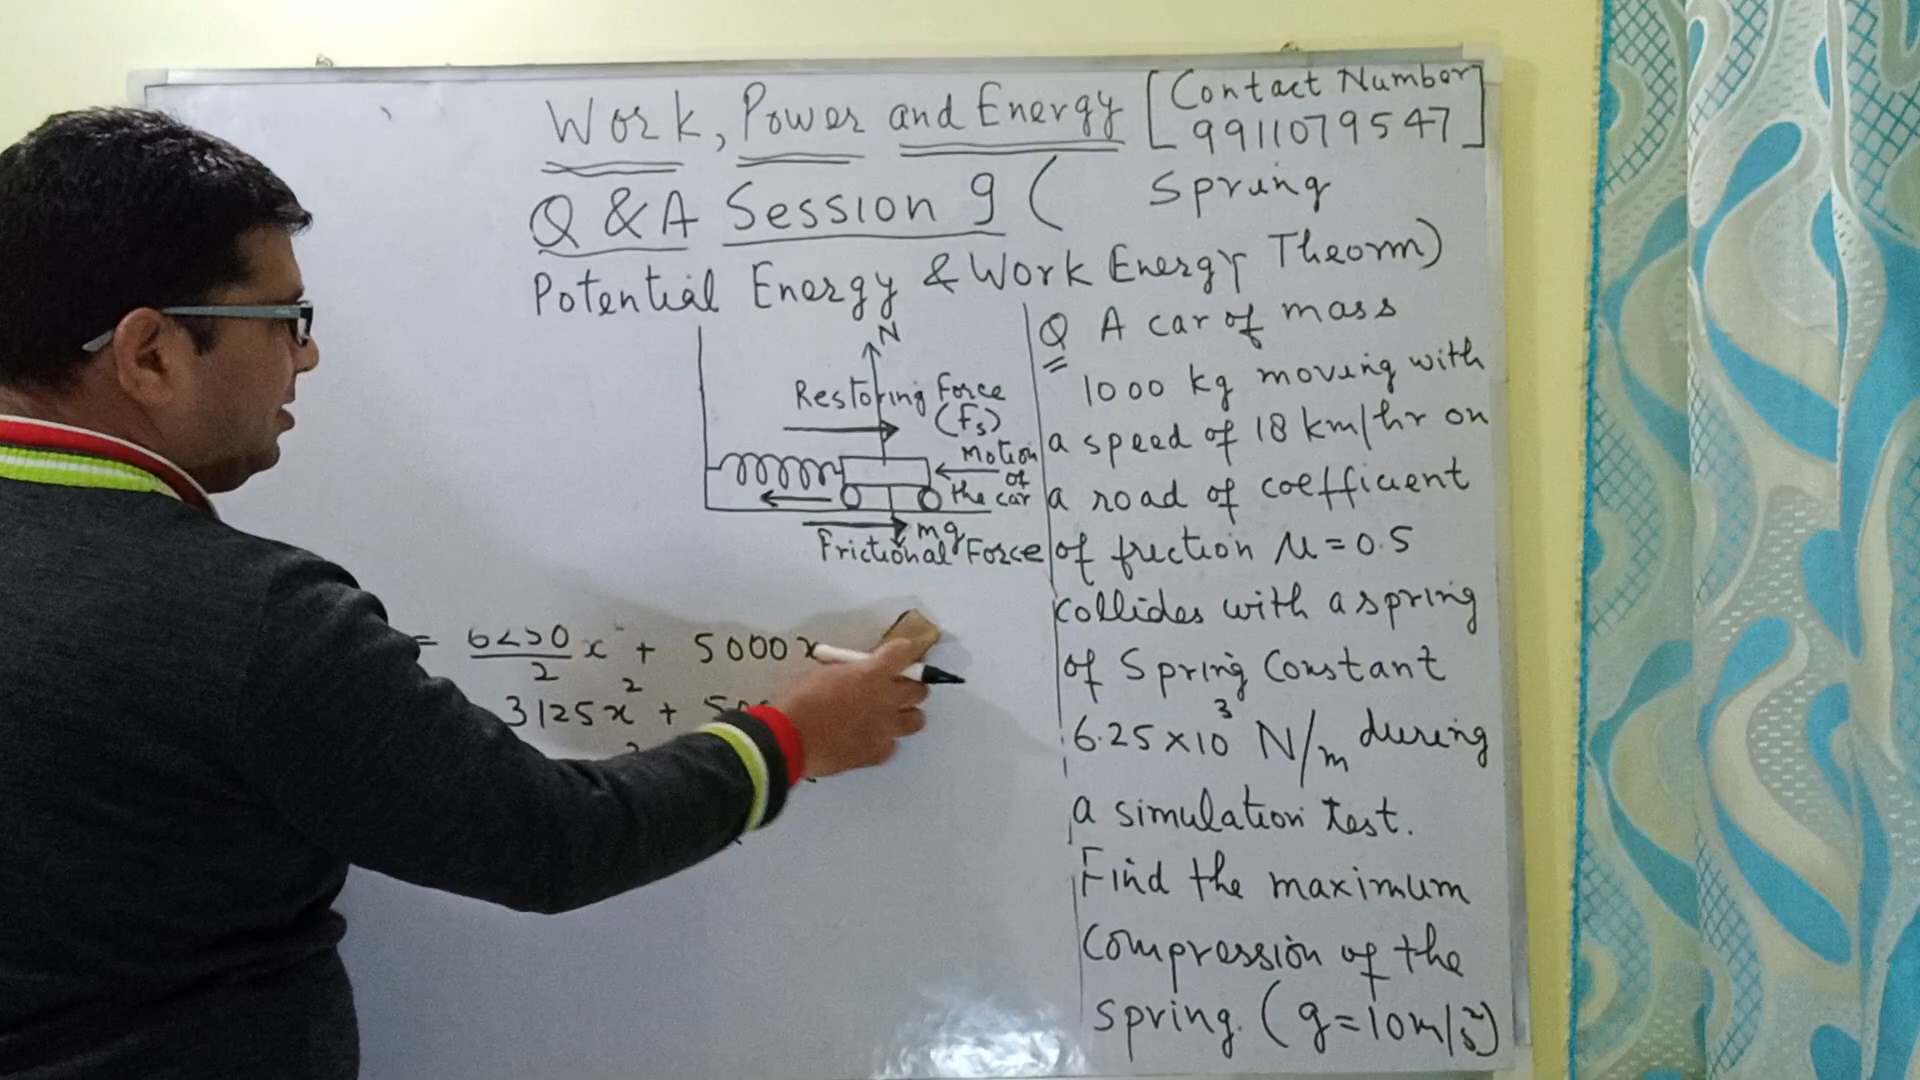 Work, Power and Energy [Contact Number
9911079547]
Q & A Session 9 ( Spring
Potential Energy & Work Energy Theorm)
N
Restoring Force
(Fs)
Motion
of
the car
mg
Frictional Force
Q A car of mass
1000 kg moving with
a speed of 18 km/hr on
a road of coefficient
of friction μ = 0.5
collides with a spring
of Spring Constant
6.25 × 10³ N/m during
a simulation test.
Find the maximum
compression of the
spring. (g = 10 m/s²)
= 6250/2 x² + 5000x
3125x² +